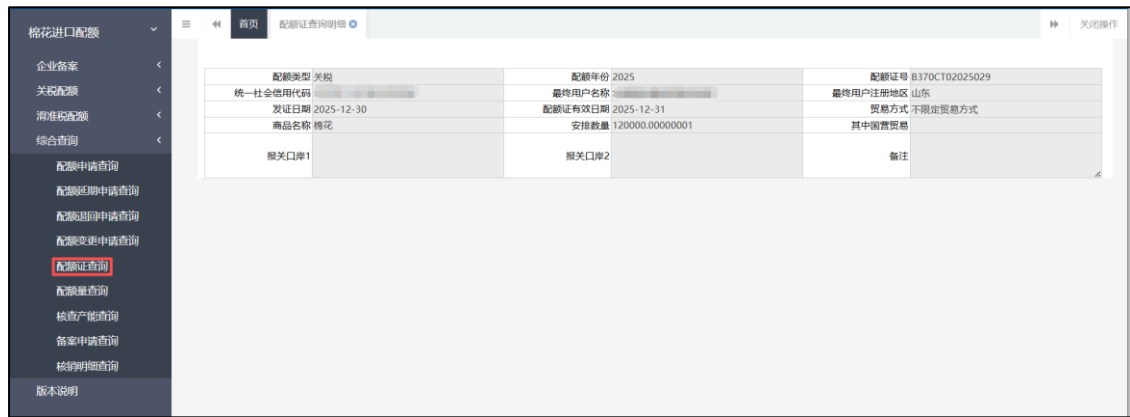 棉花进口配额
企业备案
关税配额
滑准税配额
综合查询
配额申请查询
配额延期申请查询
配额退回申请查询
配额变更申请查询
配额证查询
配额量查询
核查产能查询
备案申请查询
核销明细查询
版本说明
首页 配额证查询明细 关闭操作
配额类型 关税 配额年份 2025 配额证号 B370CT02025029
统一社会信用代码 最终用户名称 最终用户注册地区 山东
发证日期 2025-12-30 配额证有效日期 2025-12-31 贸易方式 不限定贸易方式
商品名称 棉花 安排数量 120000.00000001 其中国营贸易
报关口岸1 报关口岸2 备注